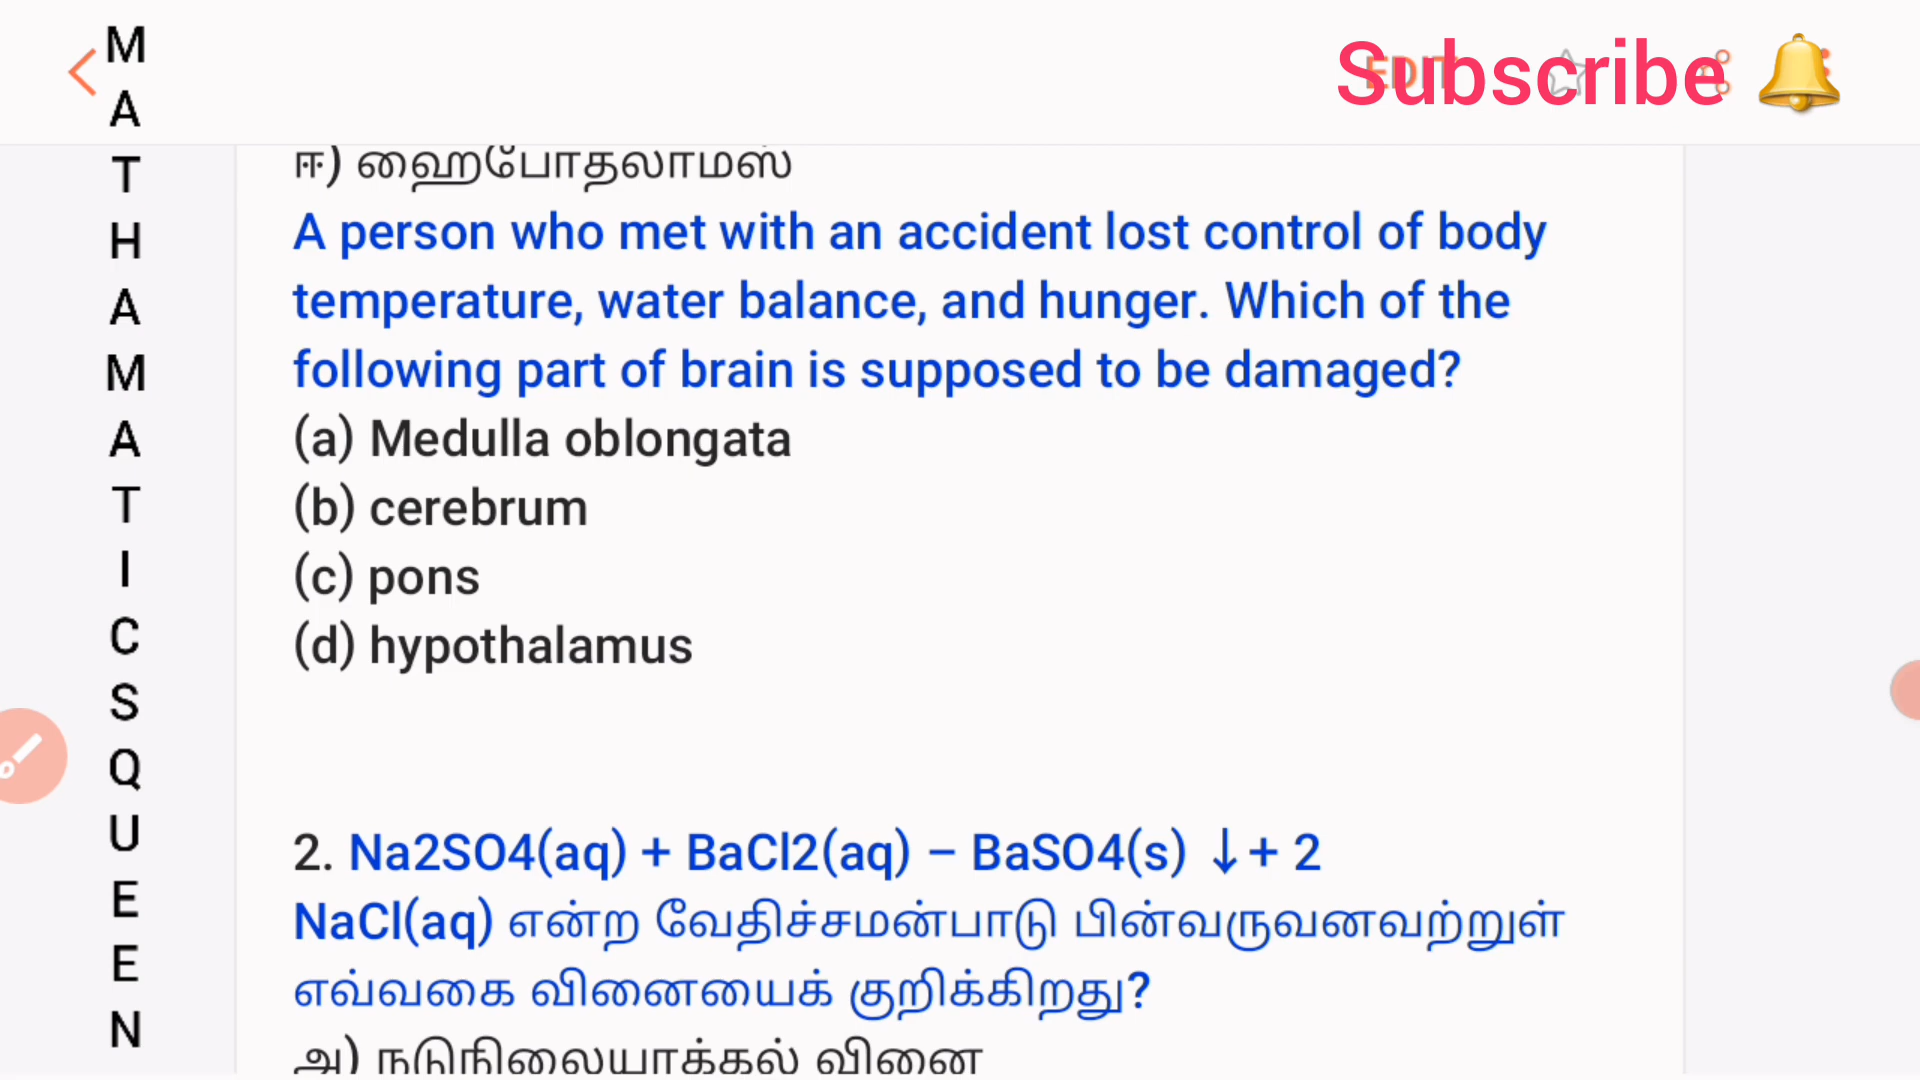 MATHAMATICSQUEEN
Subscribe 🔔
EDIT
ஈ) ஹைபோதலாமஸ்
A person who met with an accident lost control of body
temperature, water balance, and hunger. Which of the
following part of brain is supposed to be damaged?
(a) Medulla oblongata
(b) cerebrum
(c) pons
(d) hypothalamus
2. Na2SO4(aq) + BaCl2(aq) – BaSO4(s) ↓+ 2
NaCl(aq) என்ற வேதிச்சமன்பாடு பின்வருவனவற்றுள்
எவ்வகை வினையைக் குறிக்கிறது?
அ) நடுநிலையாக்கல் வினை